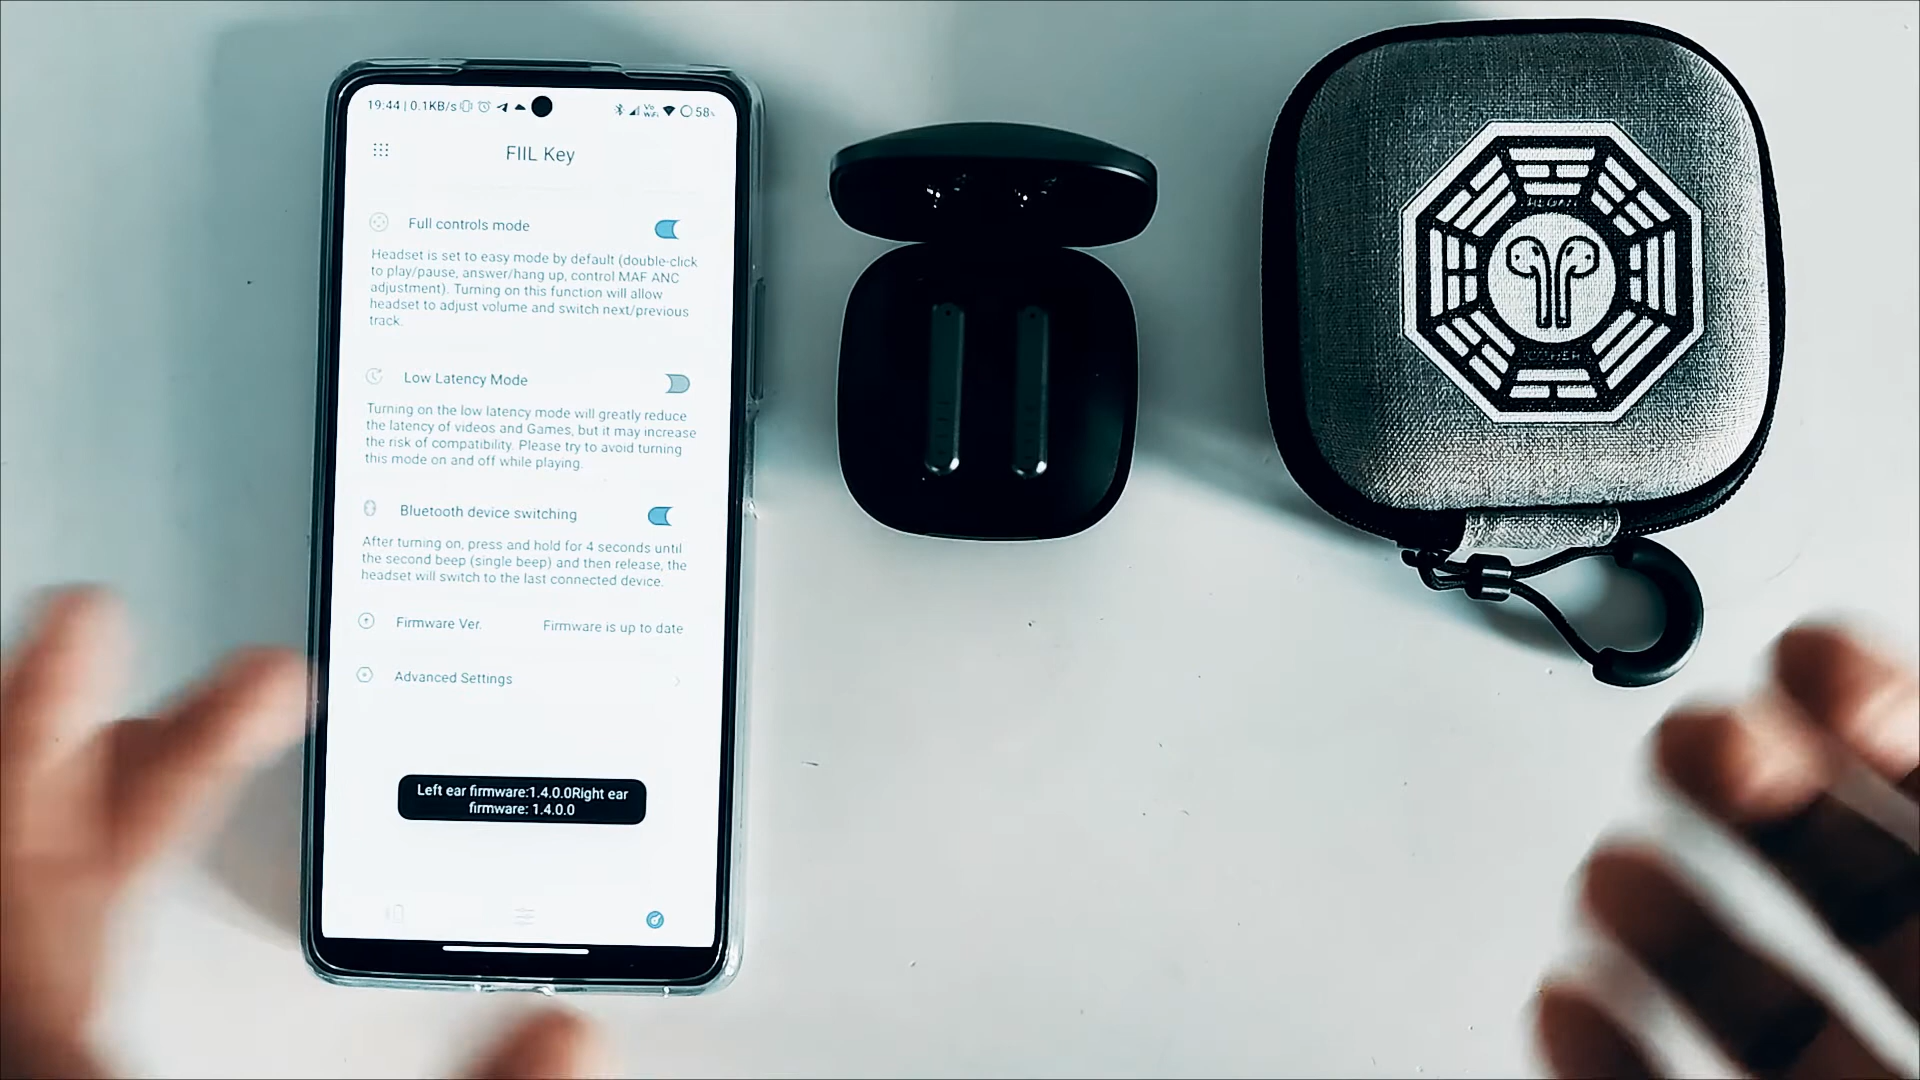 19:44 | 0.1KB/s
Vo
WiFi
58%
FIIL Key
Full controls mode
Headset is set to easy mode by default (double-click
to play/pause, answer/hang up, control MAF ANC
adjustment). Turning on this function will allow
headset to adjust volume and switch next/previous
track.
Low Latency Mode
Turning on the low latency mode will greatly reduce
the latency of videos and Games, but it may increase
the risk of compatibility. Please try to avoid turning
this mode on and off while playing.
Bluetooth device switching
After turning on, press and hold for 4 seconds until
the second beep (single beep) and then release, the
headset will switch to the last connected device.
Firmware Ver.
Firmware is up to date
Advanced Settings
Left ear firmware:1.4.0.0Right ear
firmware: 1.4.0.0